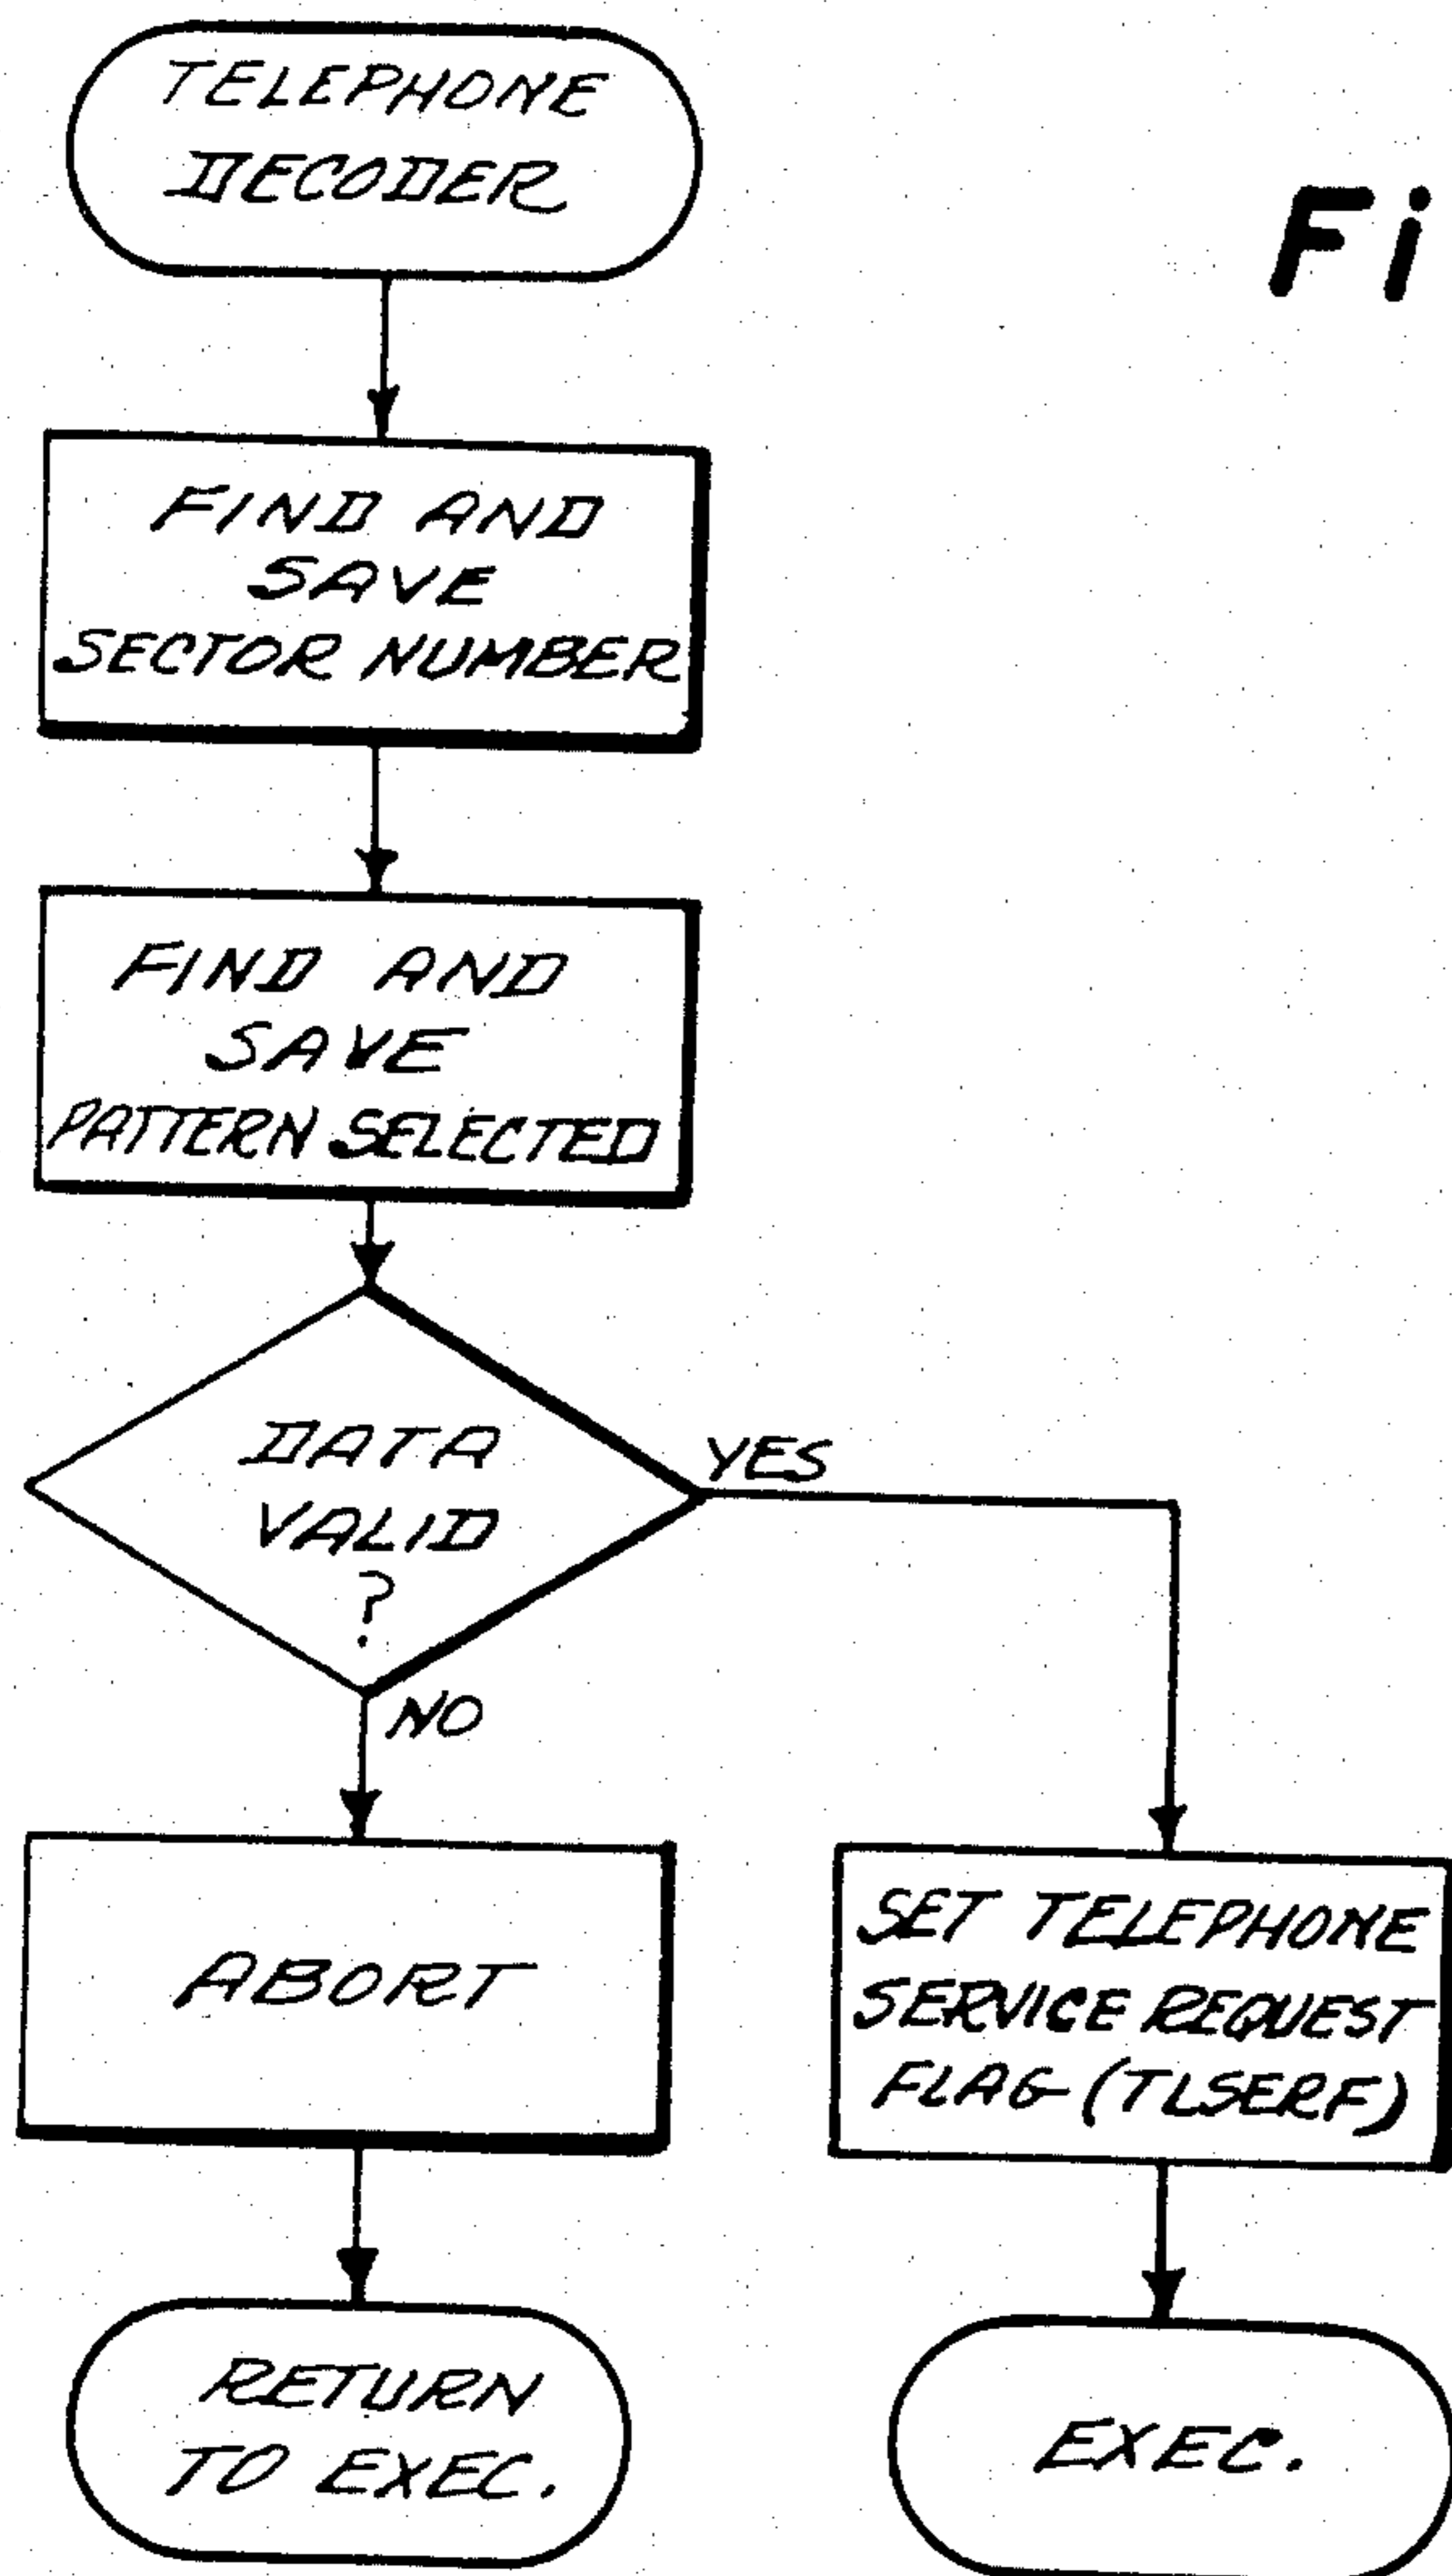 TELEPHONE
DECODER
Fi
FIND AND
SAVE
SECTOR NUMBER
FIND AND
SAVE
PATTERN SELECTED
DATA
VALID
?
YES
NO
ABORT
SET TELEPHONE
SERVICE REQUEST
FLAG (TLSERF)
RETURN
TO EXEC.
EXEC.